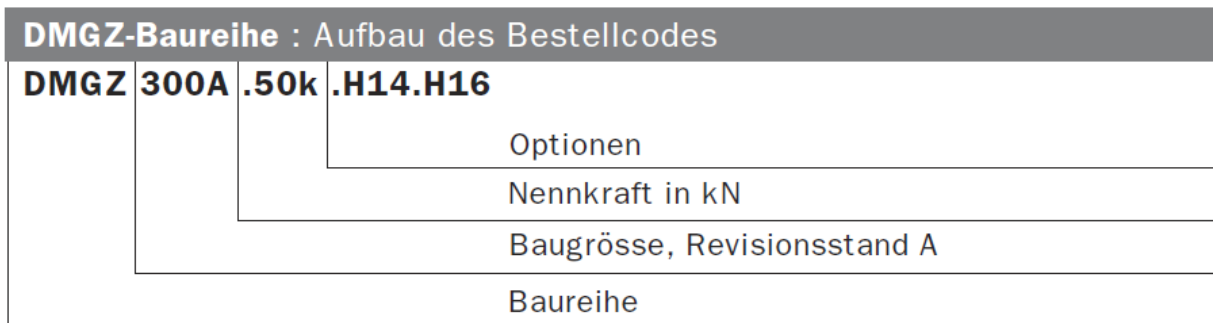 DMGZ-Baureihe : Aufbau des Bestellcodes
DMGZ 300A .50k .H14.H16
Optionen
Nennkraft in kN
Baugrösse, Revisionsstand A
Baureihe